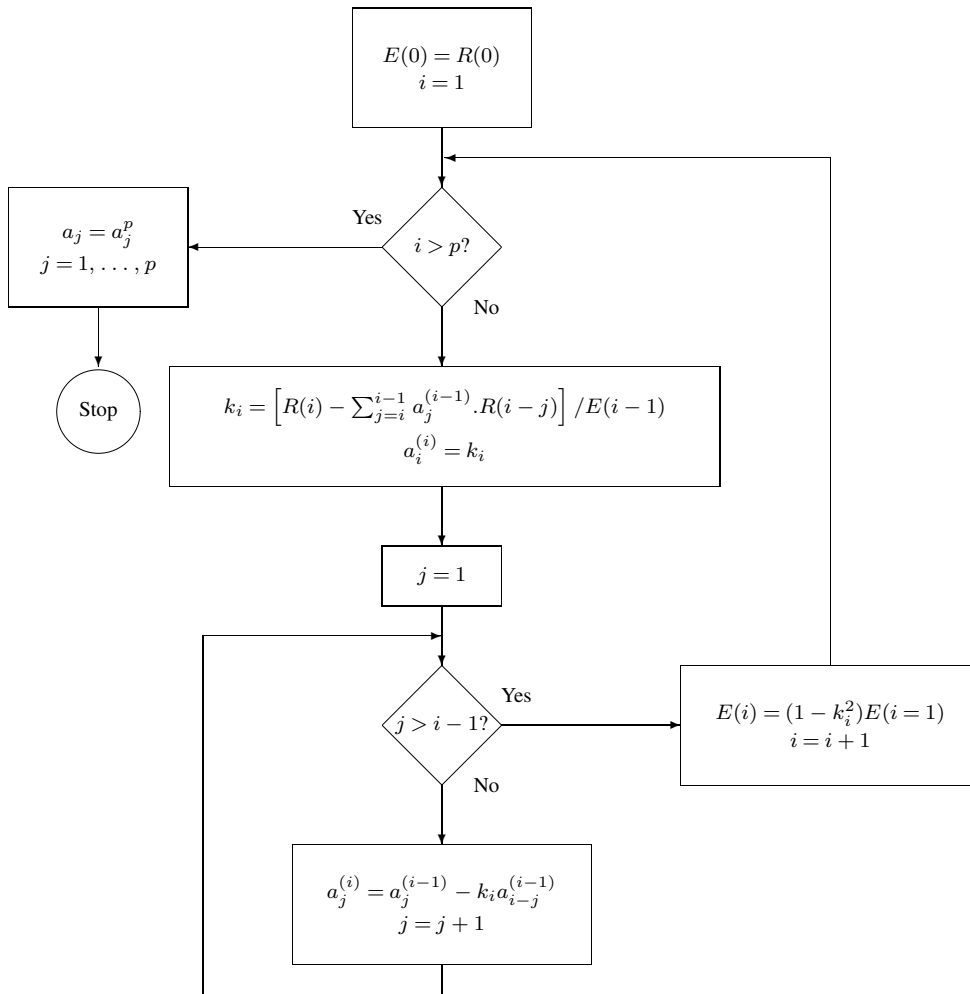 E(0) = R(0)
i = 1
Yes
a_j = a_j^p
j = 1, . . . , p
i > p?
No
Stop
k_i = [R(i) − ∑_{j=i}^{i−1} a_j^{(i−1)}.R(i − j)] /E(i − 1)
a_i^{(i)} = k_i
j = 1
Yes
j > i − 1?
E(i) = (1 − k_i^2)E(i = 1)
i = i + 1
No
a_j^{(i)} = a_j^{(i−1)} − k_i a_{i−j}^{(i−1)}
j = j + 1